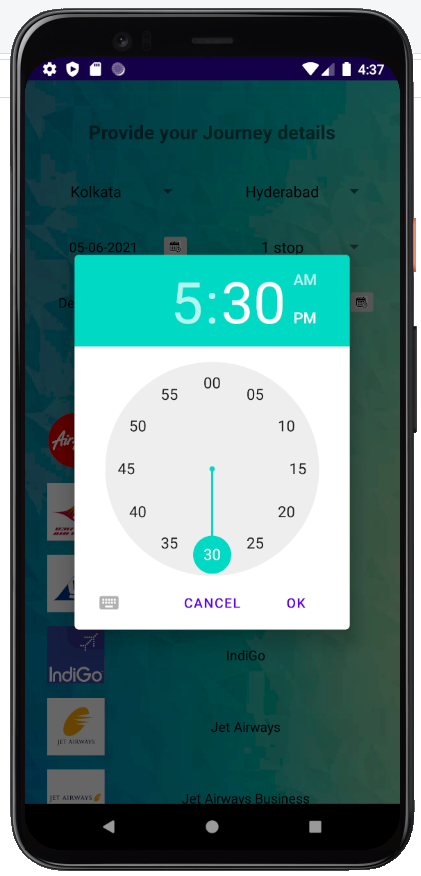 4:37
Provide your Journey details
Kolkata Hyderabad
05-06-2021 1 stop
De
5:30 AM
PM
00
55 05
50 10
45 15
40 20
35 25
30
CANCEL OK
IndiGo
IndiGo
JET AIRWAYS
Jet Airways
JET AIRWAYS
Jet Airways Business